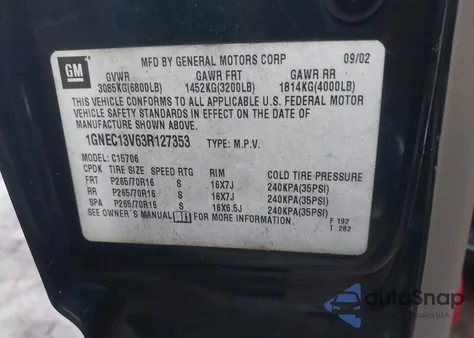 GM
MFD BY GENERAL MOTORS CORP 09/02
GVWR GAWR FRT GAWR RR
3085KG(6800LB) 1452KG(3200LB) 1814KG(4000LB)
THIS VEHICLE CONFORMS TO ALL APPLICABLE U.S. FEDERAL MOTOR
VEHICLE SAFETY STANDARDS IN EFFECT ON THE DATE OF
MANUFACTURE SHOWN ABOVE.
1GNEC13V63R127353 TYPE: M.P.V.
MODEL: C15706
CPDK TIRE SIZE SPEED RTG RIM COLD TIRE PRESSURE
FRT P265/70R16 S 16X7J 240KPA(35PSI)
RR P265/70R16 S 16X7J 240KPA(35PSI)
SPA P265/70R16 S 16X6.5J 240KPA(35PSI)
SEE OWNER'S MANUAL FOR MORE INFORMATION.
F 192
T 282
autoSnap